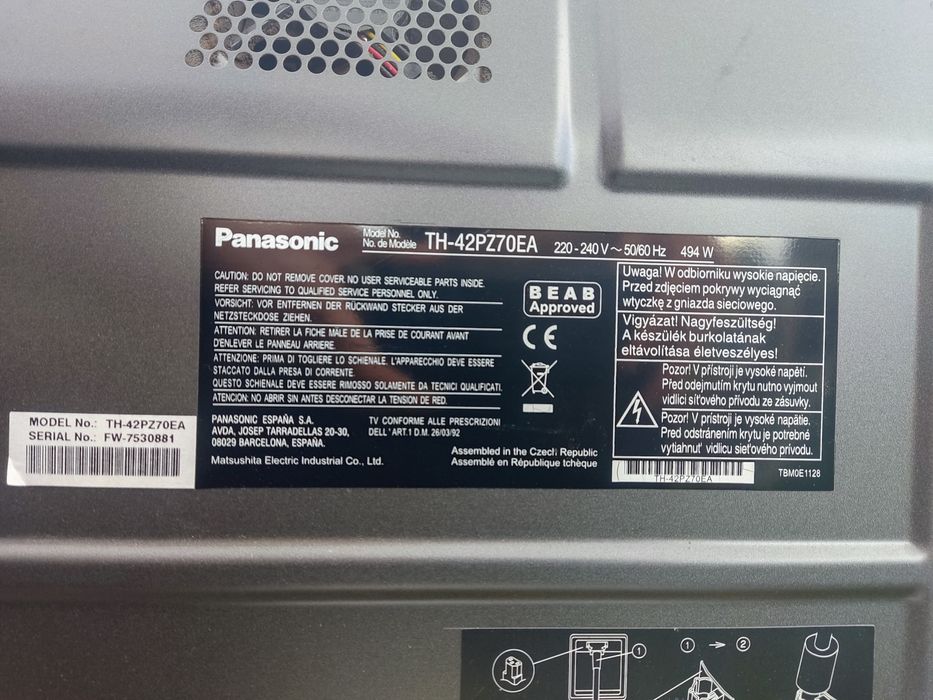 Panasonic
Model No.
No. de Modèle
TH-42PZ70EA
220 - 240 V ~ 50/60 Hz
494 W
CAUTION: DO NOT REMOVE COVER. NO USER SERVICEABLE PARTS INSIDE.
REFER SERVICING TO QUALIFIED SERVICE PERSONNEL ONLY.
VORSICHT: VOR ENTFERNEN DER RÜCKWAND STECKER AUS DER
NETZSTECKDOSE ZIEHEN.
ATTENTION: RETIRER LA FICHE MALE DE LA PRISE DE COURANT AVANT
D'ENLEVER LE PANNEAU ARRIERE.
ATTENZIONE: PRIMA DI TOGLIERE LO SCHIENALE. L'APPARECCHIO DEVE ESSERE
STACCATO DALLA PRESA DI CORRENTE.
QUESTO SCHIENALE DEVE ESSERE RIMOSSO SOLAMENTE DA TECNICI QUALIFICATI.
ATENCION: NO ABRIR SIN ANTES DESCONECTAR LA TENSION DE RED.
PANASONIC ESPAÑA S.A.
AVDA, JOSEP TARRADELLAS 20-30,
08029 BARCELONA, ESPAÑA.
TV CONFORME ALLE PRESCRIZIONI
DELL 'ART.1 D.M. 26/03/92
Matsushita Electric Industrial Co., Ltd.
Assembled in the Czech Republic
Assemblé en République tchèque
BEAB
Approved
CE
Uwaga! W odbiorniku wysokie napięcie.
Przed zdjęciem pokrywy wyciągnąć
wtyczkę z gniazda sieciowego.
Vigyázat! Nagyfeszültség!
A készülék burkolatának
eltávolítása életveszélyes!
Pozor! V přístroji je vysoké napětí.
Před odejmutím krytu nutno vyjmout
vidlici síťového přívodu ze zásuvky.
Pozor! V prístroji je vysoké napätie.
Pred odstránením krytu je potrebné
vytiahnuť vidlicu sieťového prívodu.
TH-42PZ70EA
TBM0E1128
MODEL No.: TH-42PZ70EA
SERIAL No.: FW-7530881
1
1 → 2